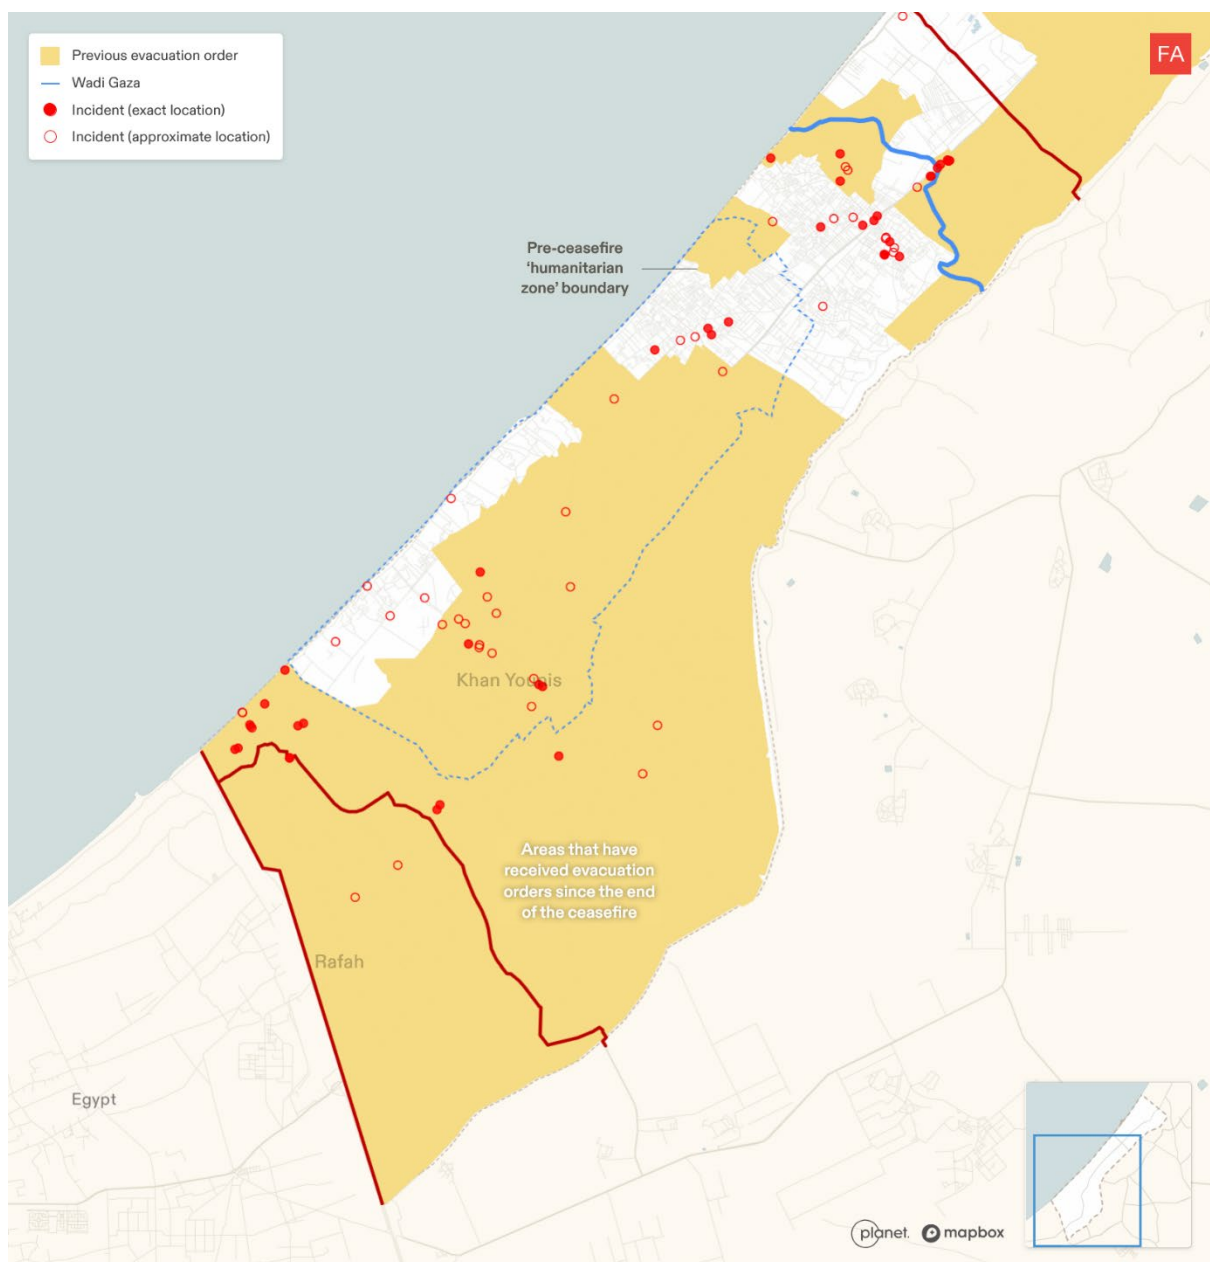 Previous evacuation order
Wadi Gaza
Incident (exact location)
Incident (approximate location)
FA
Pre-ceasefire
‘humanitarian
zone’ boundary
Khan Younis
Areas that have
received evacuation
orders since the end
of the ceasefire
Rafah
Egypt
planet. mapbox